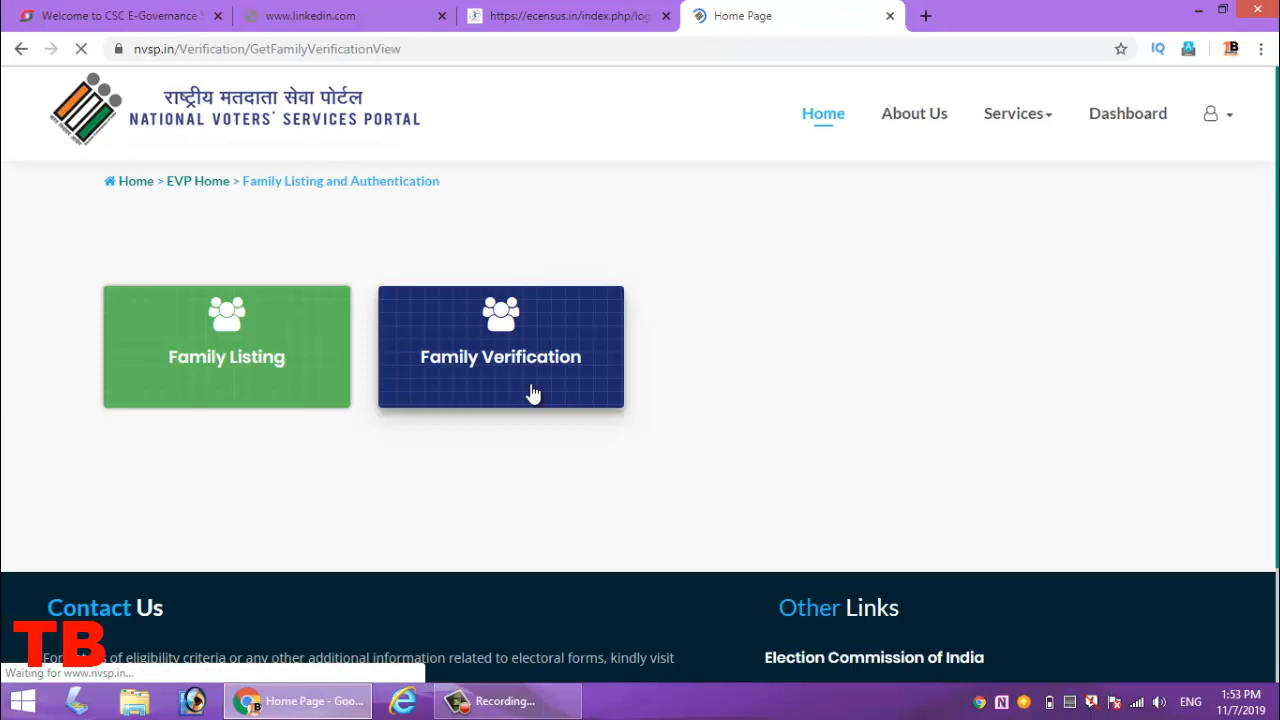 Welcome to CSC E-Governance S
www.linkedin.com
https://ecensus.in/index.php/log
Home Page
nvsp.in/Verification/GetFamilyVerificationView
IQ
TB
राष्ट्रीय मतदाता सेवा पोर्टल
NATIONAL VOTERS' SERVICES PORTAL
Home
About Us
Services
Dashboard
Home > EVP Home > Family Listing and Authentication
Family Listing
Family Verification
Contact Us
Other Links
TB
of eligibility criteria or any other additional information related to electoral forms, kindly visit
Election Commission of India
Waiting for www.nvsp.in...
Home Page - Goo...
Recording...
ENG
1:53 PM
11/7/2019